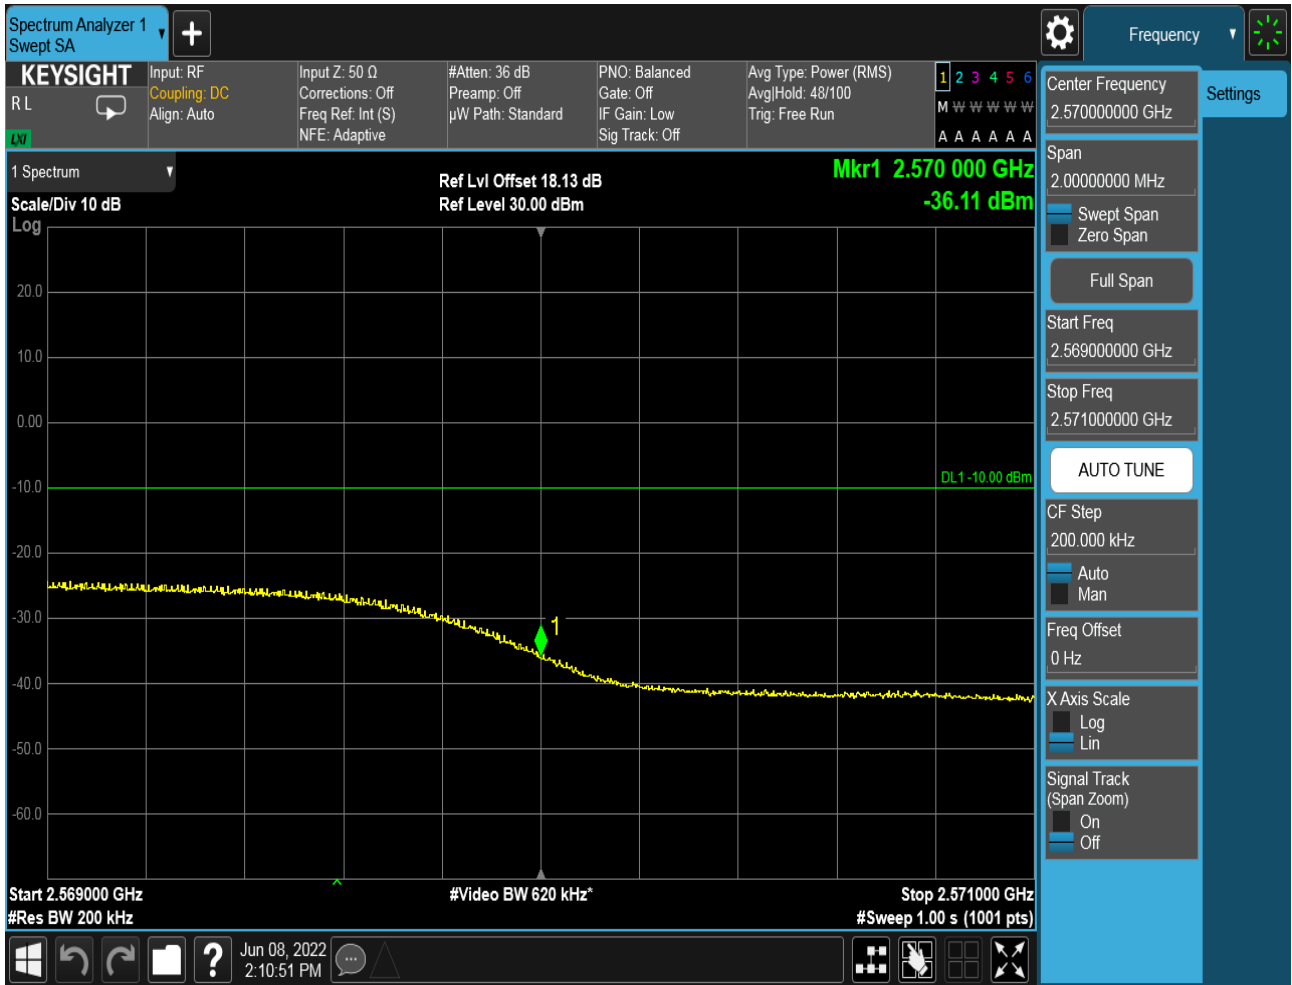 Spectrum Analyzer 1
Swept SA
Frequency
KEYSIGHT
R L
LXI
Input: RF
Coupling: DC
Align: Auto
Input Z: 50 Ω
Corrections: Off
Freq Ref: Int (S)
NFE: Adaptive
#Atten: 36 dB
Preamp: Off
µW Path: Standard
PNO: Balanced
Gate: Off
IF Gain: Low
Sig Track: Off
Avg Type: Power (RMS)
Avg|Hold: 48/100
Trig: Free Run
1 2 3 4 5 6
M W W W W W
A A A A A A
1 Spectrum
Scale/Div 10 dB
Log
Ref Lvl Offset 18.13 dB
Ref Level 30.00 dBm
Mkr1 2.570 000 GHz
-36.11 dBm
20.0
10.0
0.00
-10.0
-20.0
-30.0
-40.0
-50.0
-60.0
DL1 -10.00 dBm
1
Start 2.569000 GHz
#Res BW 200 kHz
#Video BW 620 kHz*
Stop 2.571000 GHz
#Sweep 1.00 s (1001 pts)
?
Jun 08, 2022
2:10:51 PM
Center Frequency
2.570000000 GHz
Span
2.00000000 MHz
Swept Span
Zero Span
Full Span
Start Freq
2.569000000 GHz
Stop Freq
2.571000000 GHz
AUTO TUNE
CF Step
200.000 kHz
Auto
Man
Freq Offset
0 Hz
X Axis Scale
Log
Lin
Signal Track
(Span Zoom)
On
Off
Settings